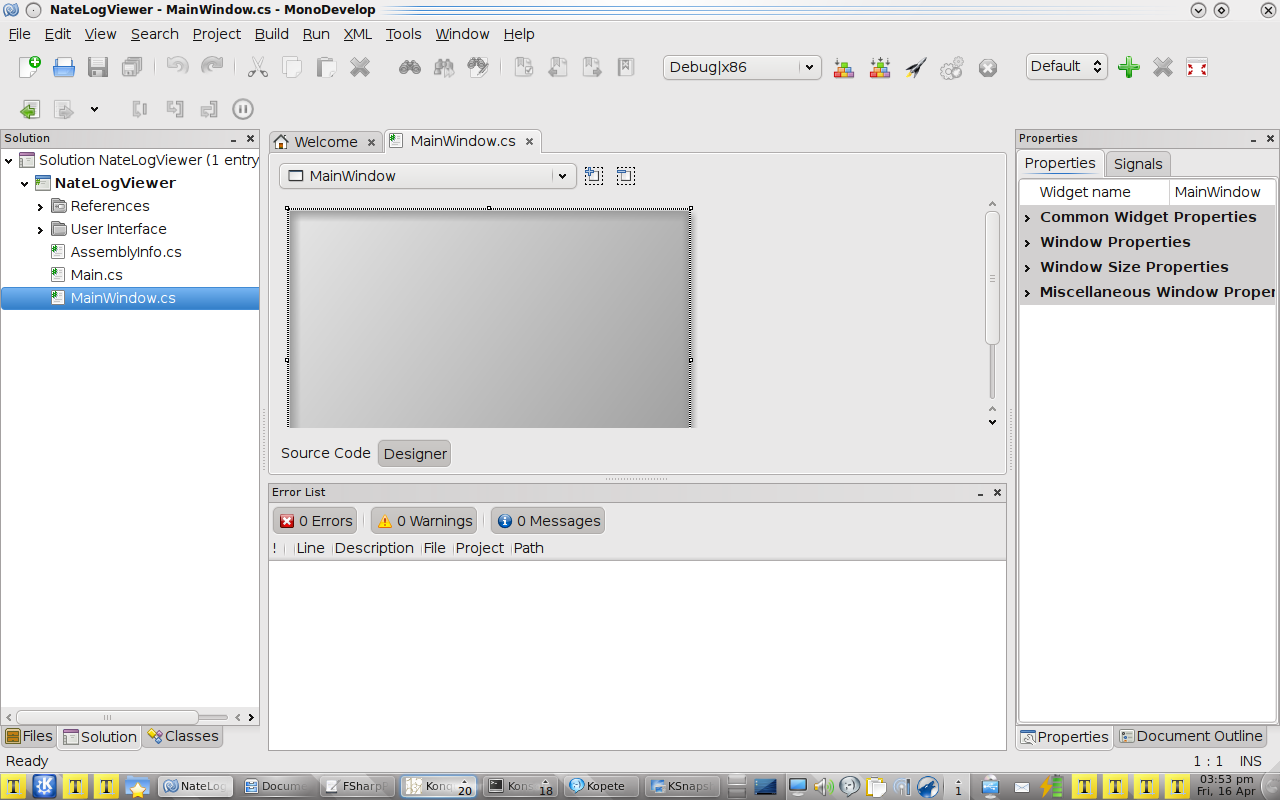 NateLogViewer - MainWindow.cs - MonoDevelop
File Edit View Search Project Build Run XML Tools Window Help
Debug|x86
Default
Solution
Solution NateLogViewer (1 entry
NateLogViewer
References
User Interface
AssemblyInfo.cs
Main.cs
MainWindow.cs
Files Solution Classes
Welcome MainWindow.cs
MainWindow
Source Code Designer
Error List
0 Errors 0 Warnings 0 Messages
! Line Description File Project Path
Properties
Properties Signals
Widget name MainWindow
Common Widget Properties
Window Properties
Window Size Properties
Miscellaneous Window Proper
Properties Document Outline
Ready
1 : 1 INS
T T T NateLog Docum FSharpF Konq 20 Kons 18 Kopete KSnaps i T T T T 03:53 pm
Fri, 16 Apr